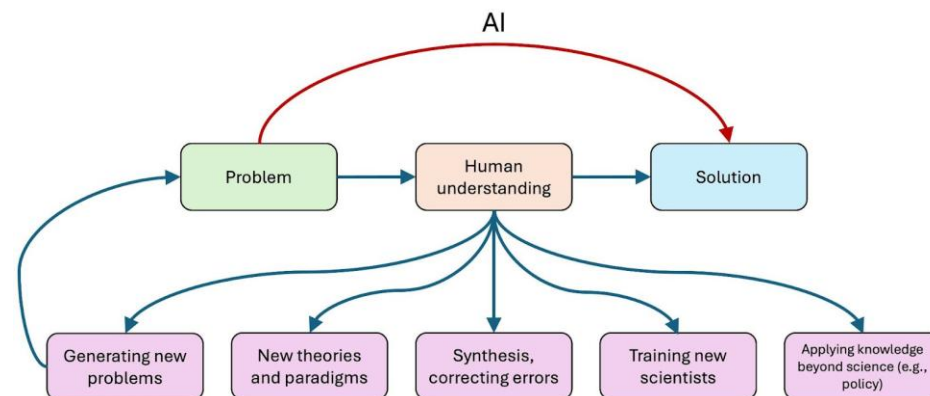 AI
Problem
Human
understanding
Solution
Generating new
problems
New theories
and paradigms
Synthesis,
correcting errors
Training new
scientists
Applying knowledge
beyond science (e.g.,
policy)